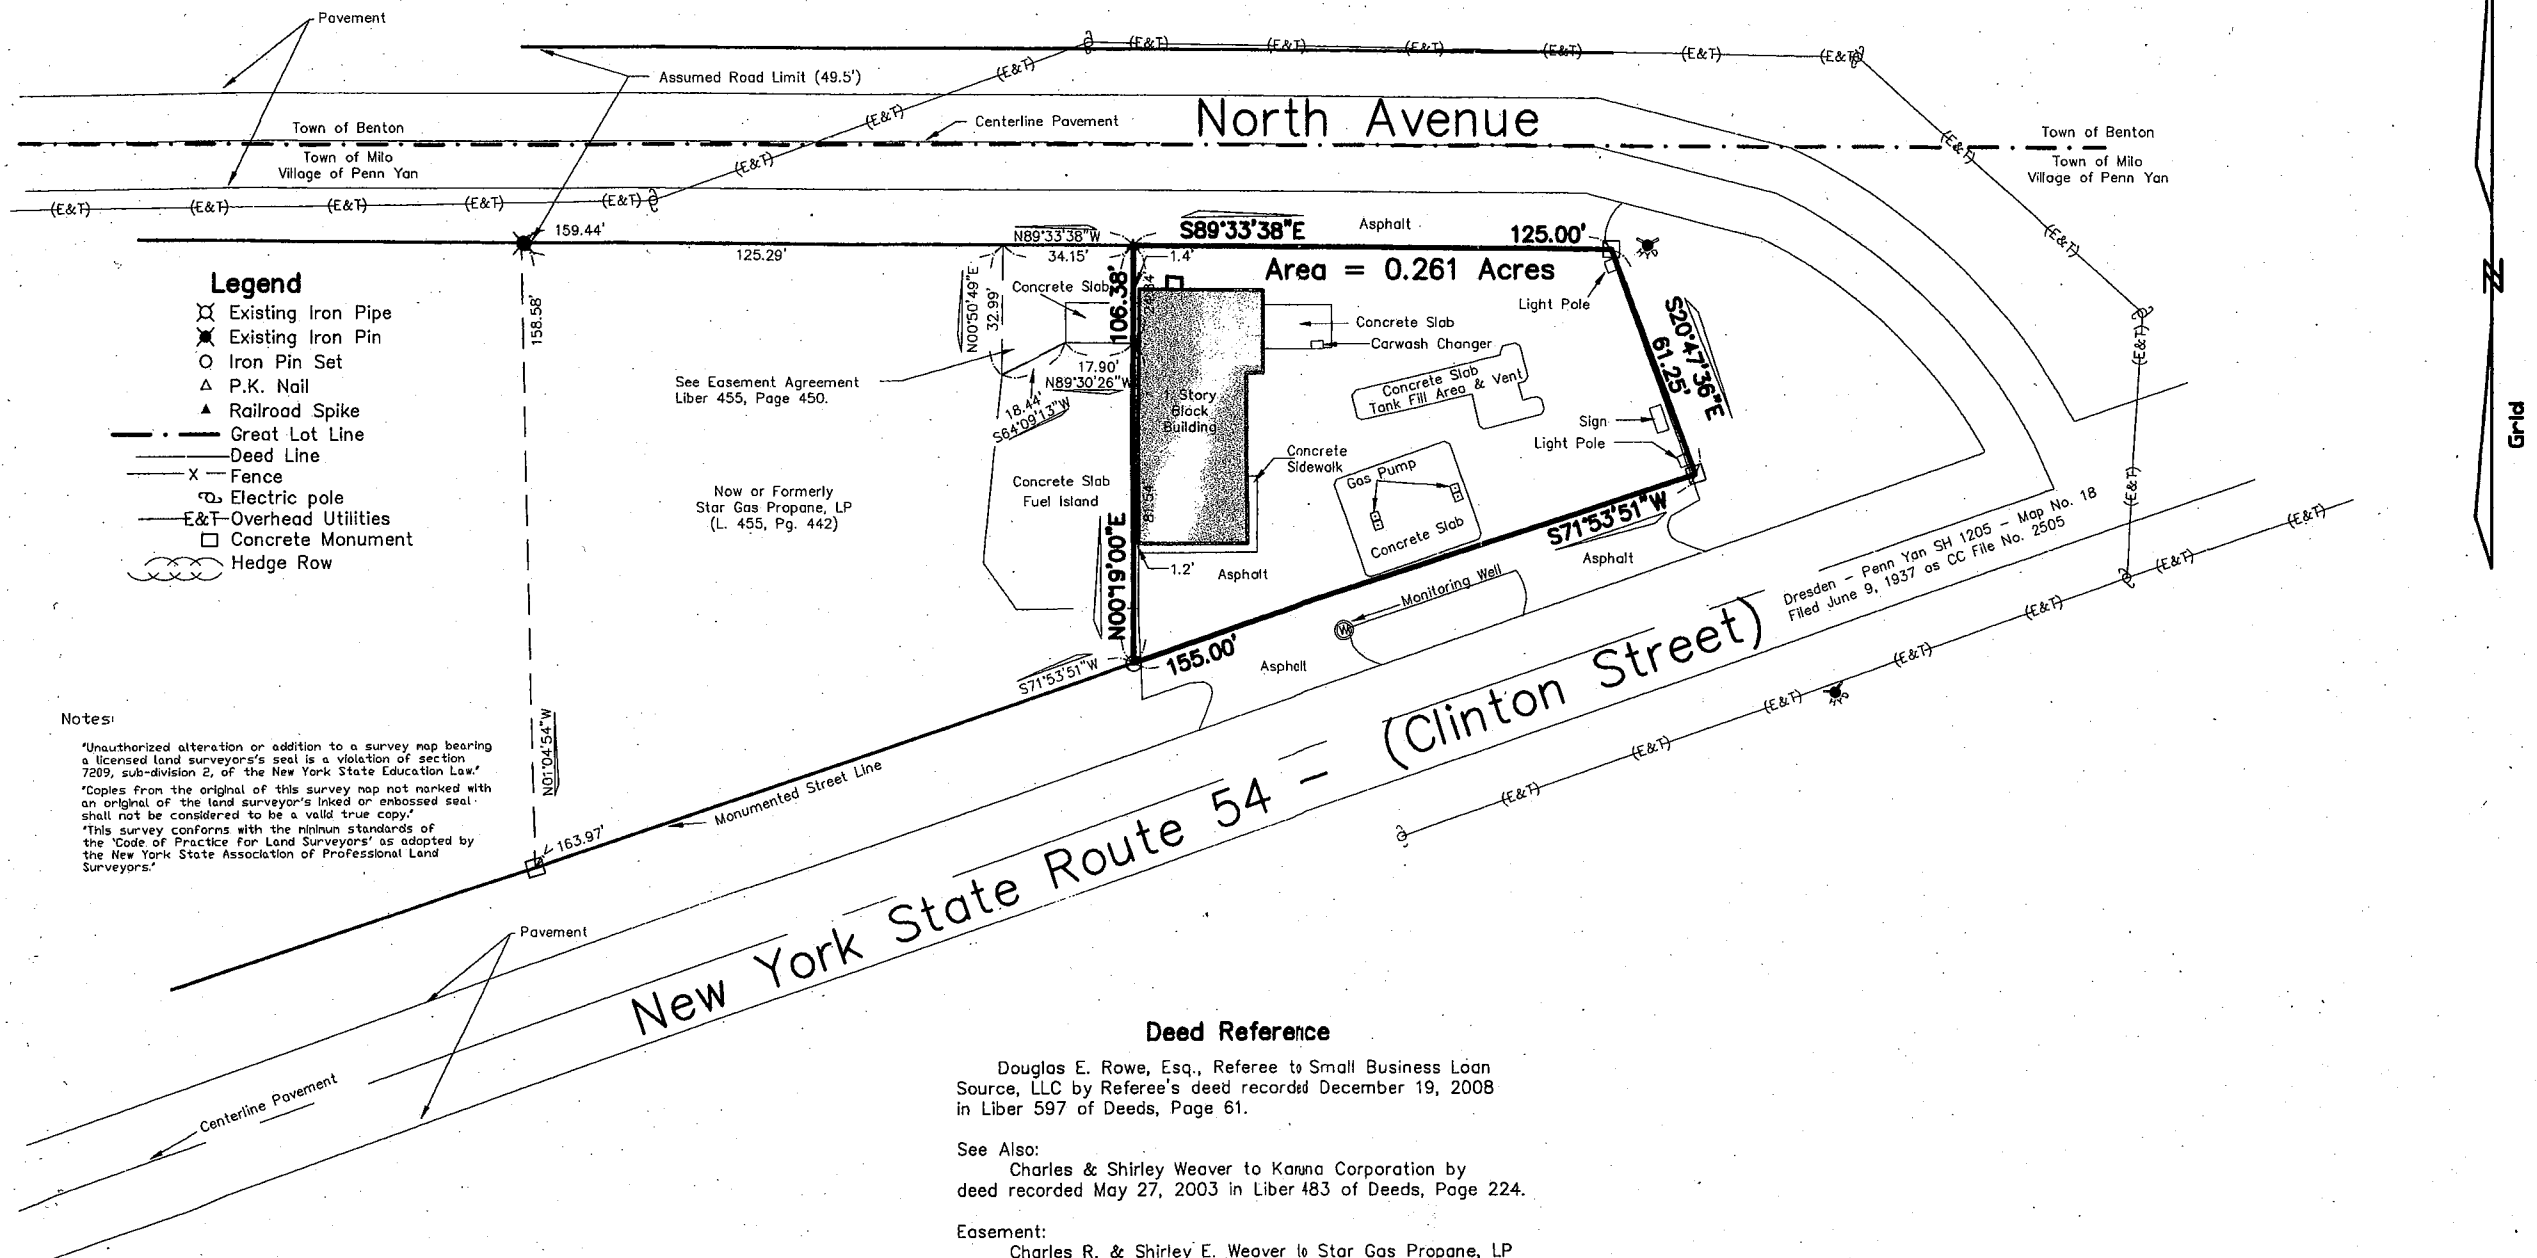 Pavement
Assumed Road Limit (49.5')
(E&T) (E&T) (E&T) (E&T) (E&T) (E&T)
(E&T)
(E&T)
(E&T)
North Avenue
Centerline Pavement
Town of Benton
Town of Milo
Village of Penn Yan
Town of Benton
Town of Milo
Village of Penn Yan
(E&T)
(E&T)
(E&T)
(E&T) (E&T) (E&T) (E&T) (E&T)
159.44'
125.29'
N89°33'38"W
34.15'
S89°33'38"E
125.00'
Asphalt
1.4'
Area = 0.261 Acres
Legend
Existing Iron Pipe
Existing Iron Pin
Iron Pin Set
P.K. Nail
Railroad Spike
Great Lot Line
Deed Line
X Fence
Electric pole
E&T Overhead Utilities
Concrete Monument
Hedge Row
158.58'
N01°04'54"W
N00°50'49"E
32.99'
Concrete Slab
106.38'
17.90'
N89°30'26"W
18.44'
S64°09'13"W
See Easement Agreement
Liber 455, Page 450.
Now or Formerly
Star Gas Propane, LP
(L. 455, Pg. 442)
Concrete Slab
Fuel Island
N00°19'00"E
1 Story
Block
Building
Light Pole
Concrete Slab
Carwash Changer
Concrete Slab
Tank Fill Area & Vent
S20°47'36"E
61.25'
Sign
Light Pole
Concrete
Sidewalk
Gas Pump
Concrete Slab
S71°53'51"W
1.2'
Asphalt
Asphalt
Monitoring Well
W
155.00'
Asphalt
S71°53'51"W
Dresden - Penn Yan SH 1205 - Map No. 18
Filed June 9, 1937 as CC File No. 2505
(E&T)
(E&T) (E&T) (E&T) (E&T) (E&T) (E&T) (E&T)
Grid
N
Notes:
"Unauthorized alteration or addition to a survey map bearing
a licensed land surveyors's seal is a violation of section
7209, sub-division 2, of the New York State Education Law."
"Copies from the original of this survey map not marked with
an original of the land surveyor's inked or embossed seal
shall not be considered to be a valid true copy."
"This survey conforms with the minimum standards of
the 'Code of Practice for Land Surveyors' as adopted by
the New York State Association of Professional Land
Surveyors."
163.97'
Monumented Street Line
New York State Route 54 - (Clinton Street)
Pavement
Centerline Pavement
Deed Reference
Douglas E. Rowe, Esq., Referee to Small Business Loan
Source, LLC by Referee's deed recorded December 19, 2008
in Liber 597 of Deeds, Page 61.
See Also:
Charles & Shirley Weaver to Karuna Corporation by
deed recorded May 27, 2003 in Liber 483 of Deeds, Page 224.
Easement:
Charles R. & Shirley E. Weaver to Star Gas Propane, LP